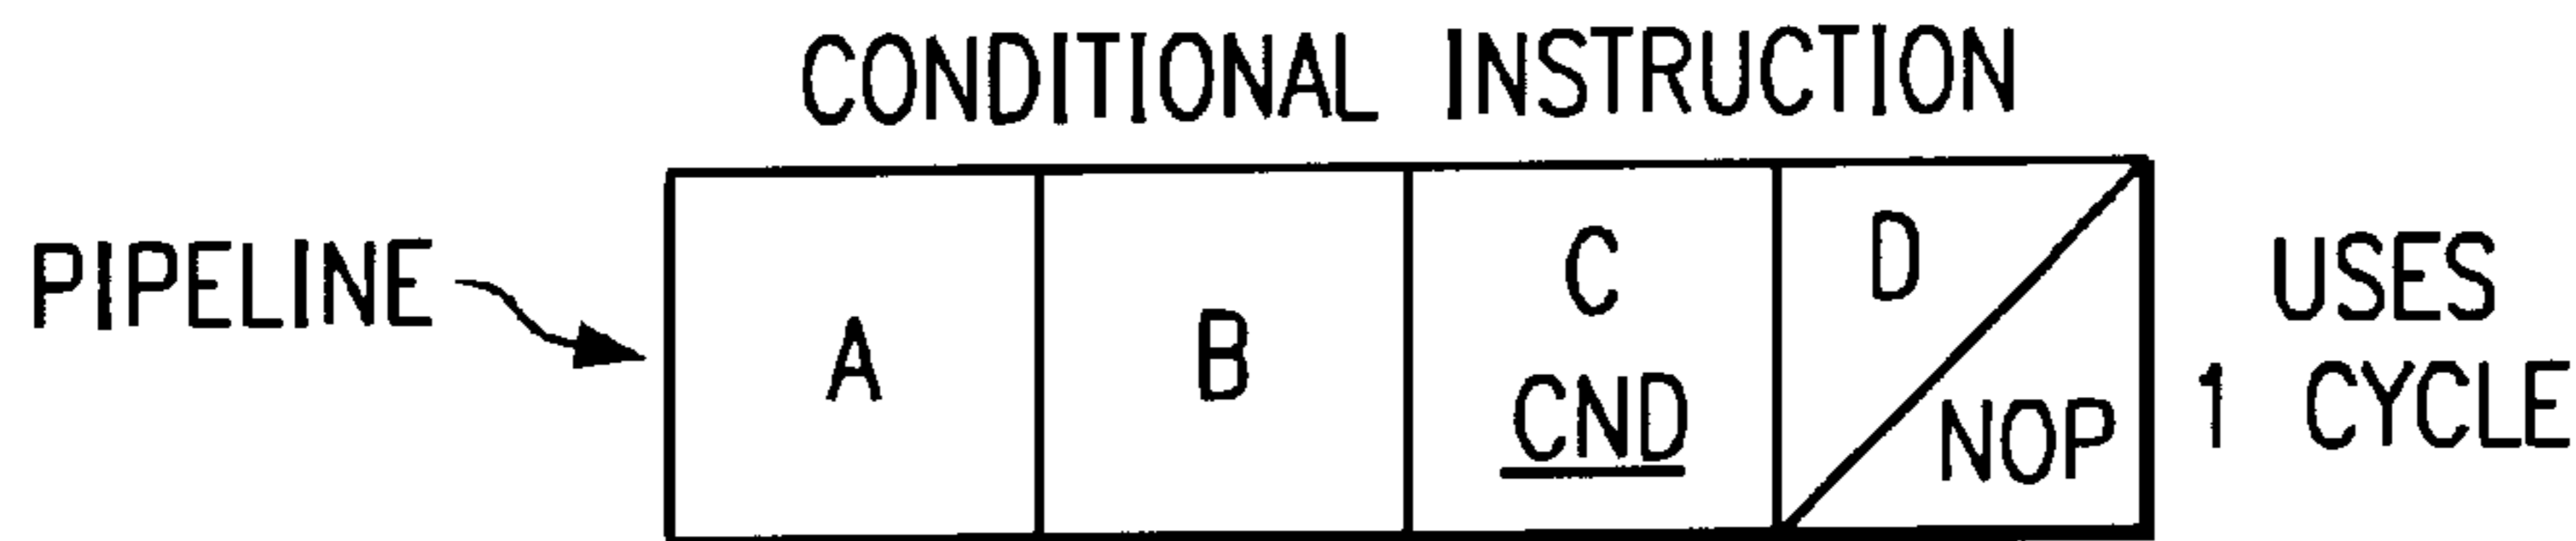 CONDITIONAL INSTRUCTION
PIPELINE
A
B
C
CND
D
NOP
USES
1 CYCLE